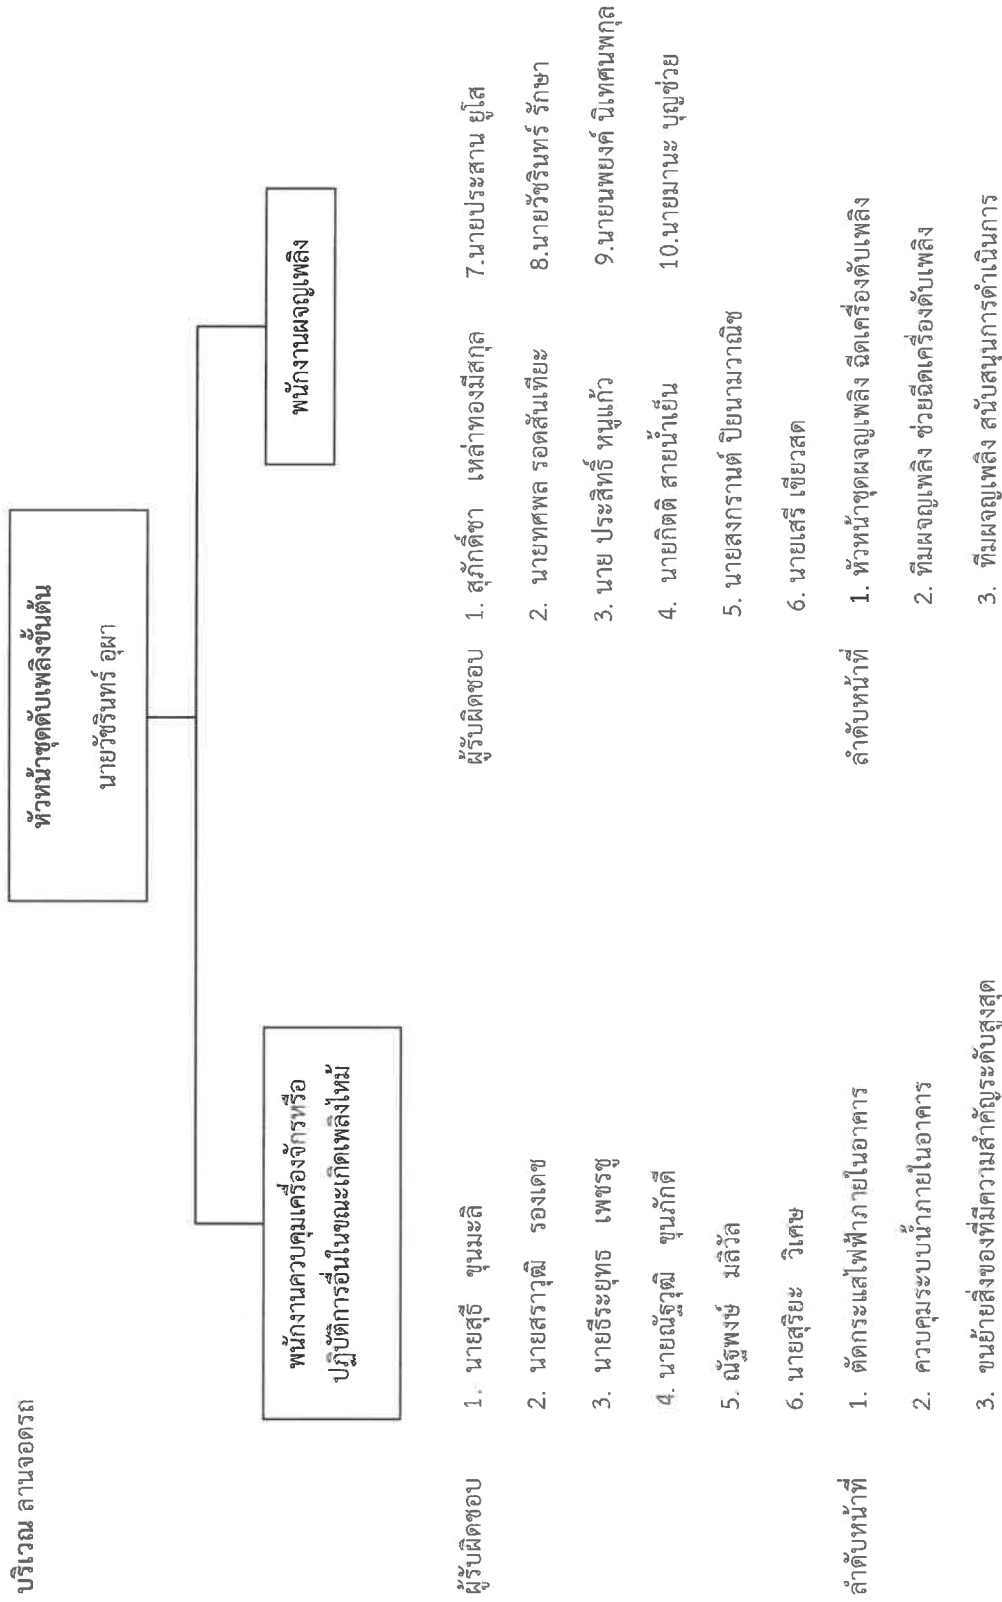 บริเวณ ลานจอดรถ
หัวหน้าชุดดับเพลิงขั้นต้น
นายวัชรินทร์ อุผา
พนักงานควบคุมเครื่องจักรหรือ
ปฏิบัติการอื่นในขณะเกิดเพลิงไหม้
ผู้รับผิดชอบ 1. นายสุธี ขุนมะลิ
2. นายสราวุฒิ รองเดช
3. นายธีระยุทธ เพชรชู
4. นายณัฐวุฒิ ขุนภักดี
5. ณัฐพงษ์ มลิวัล
6. นายสุริยะ วิเศษ
ลำดับหน้าที่ 1. ตัดกระแสไฟฟ้าภายในอาคาร
2. ควบคุมระบบน้ำภายในอาคาร
3. ขนย้ายสิ่งของที่มีความสำคัญระดับสูงสุด
พนักงานผจญเพลิง
ผู้รับผิดชอบ 1. สุภักดิ์ชา เหล่าทองมีสกุล 7.นายประสาน ยูโส
2. นายทศพล รอดสันเทียะ 8.นายวัชรินทร์ รักษา
3. นาย ประสิทธิ์ หนูแก้ว 9.นายนพยงค์ นิเทศนพกุล
4. นายกิตติ สายน้ำเย็น 10.นายมานะ บุญช่วย
5. นายสงกรานต์ ปิยนามวาณิช
6. นายเสรี เขียวสด
ลำดับหน้าที่ 1. หัวหน้าชุดผจญเพลิง ฉีดเครื่องดับเพลิง
2. ทีมผจญเพลิง ช่วยฉีดเครื่องดับเพลิง
3. ทีมผจญเพลิง สนับสนุนการดำเนินการ